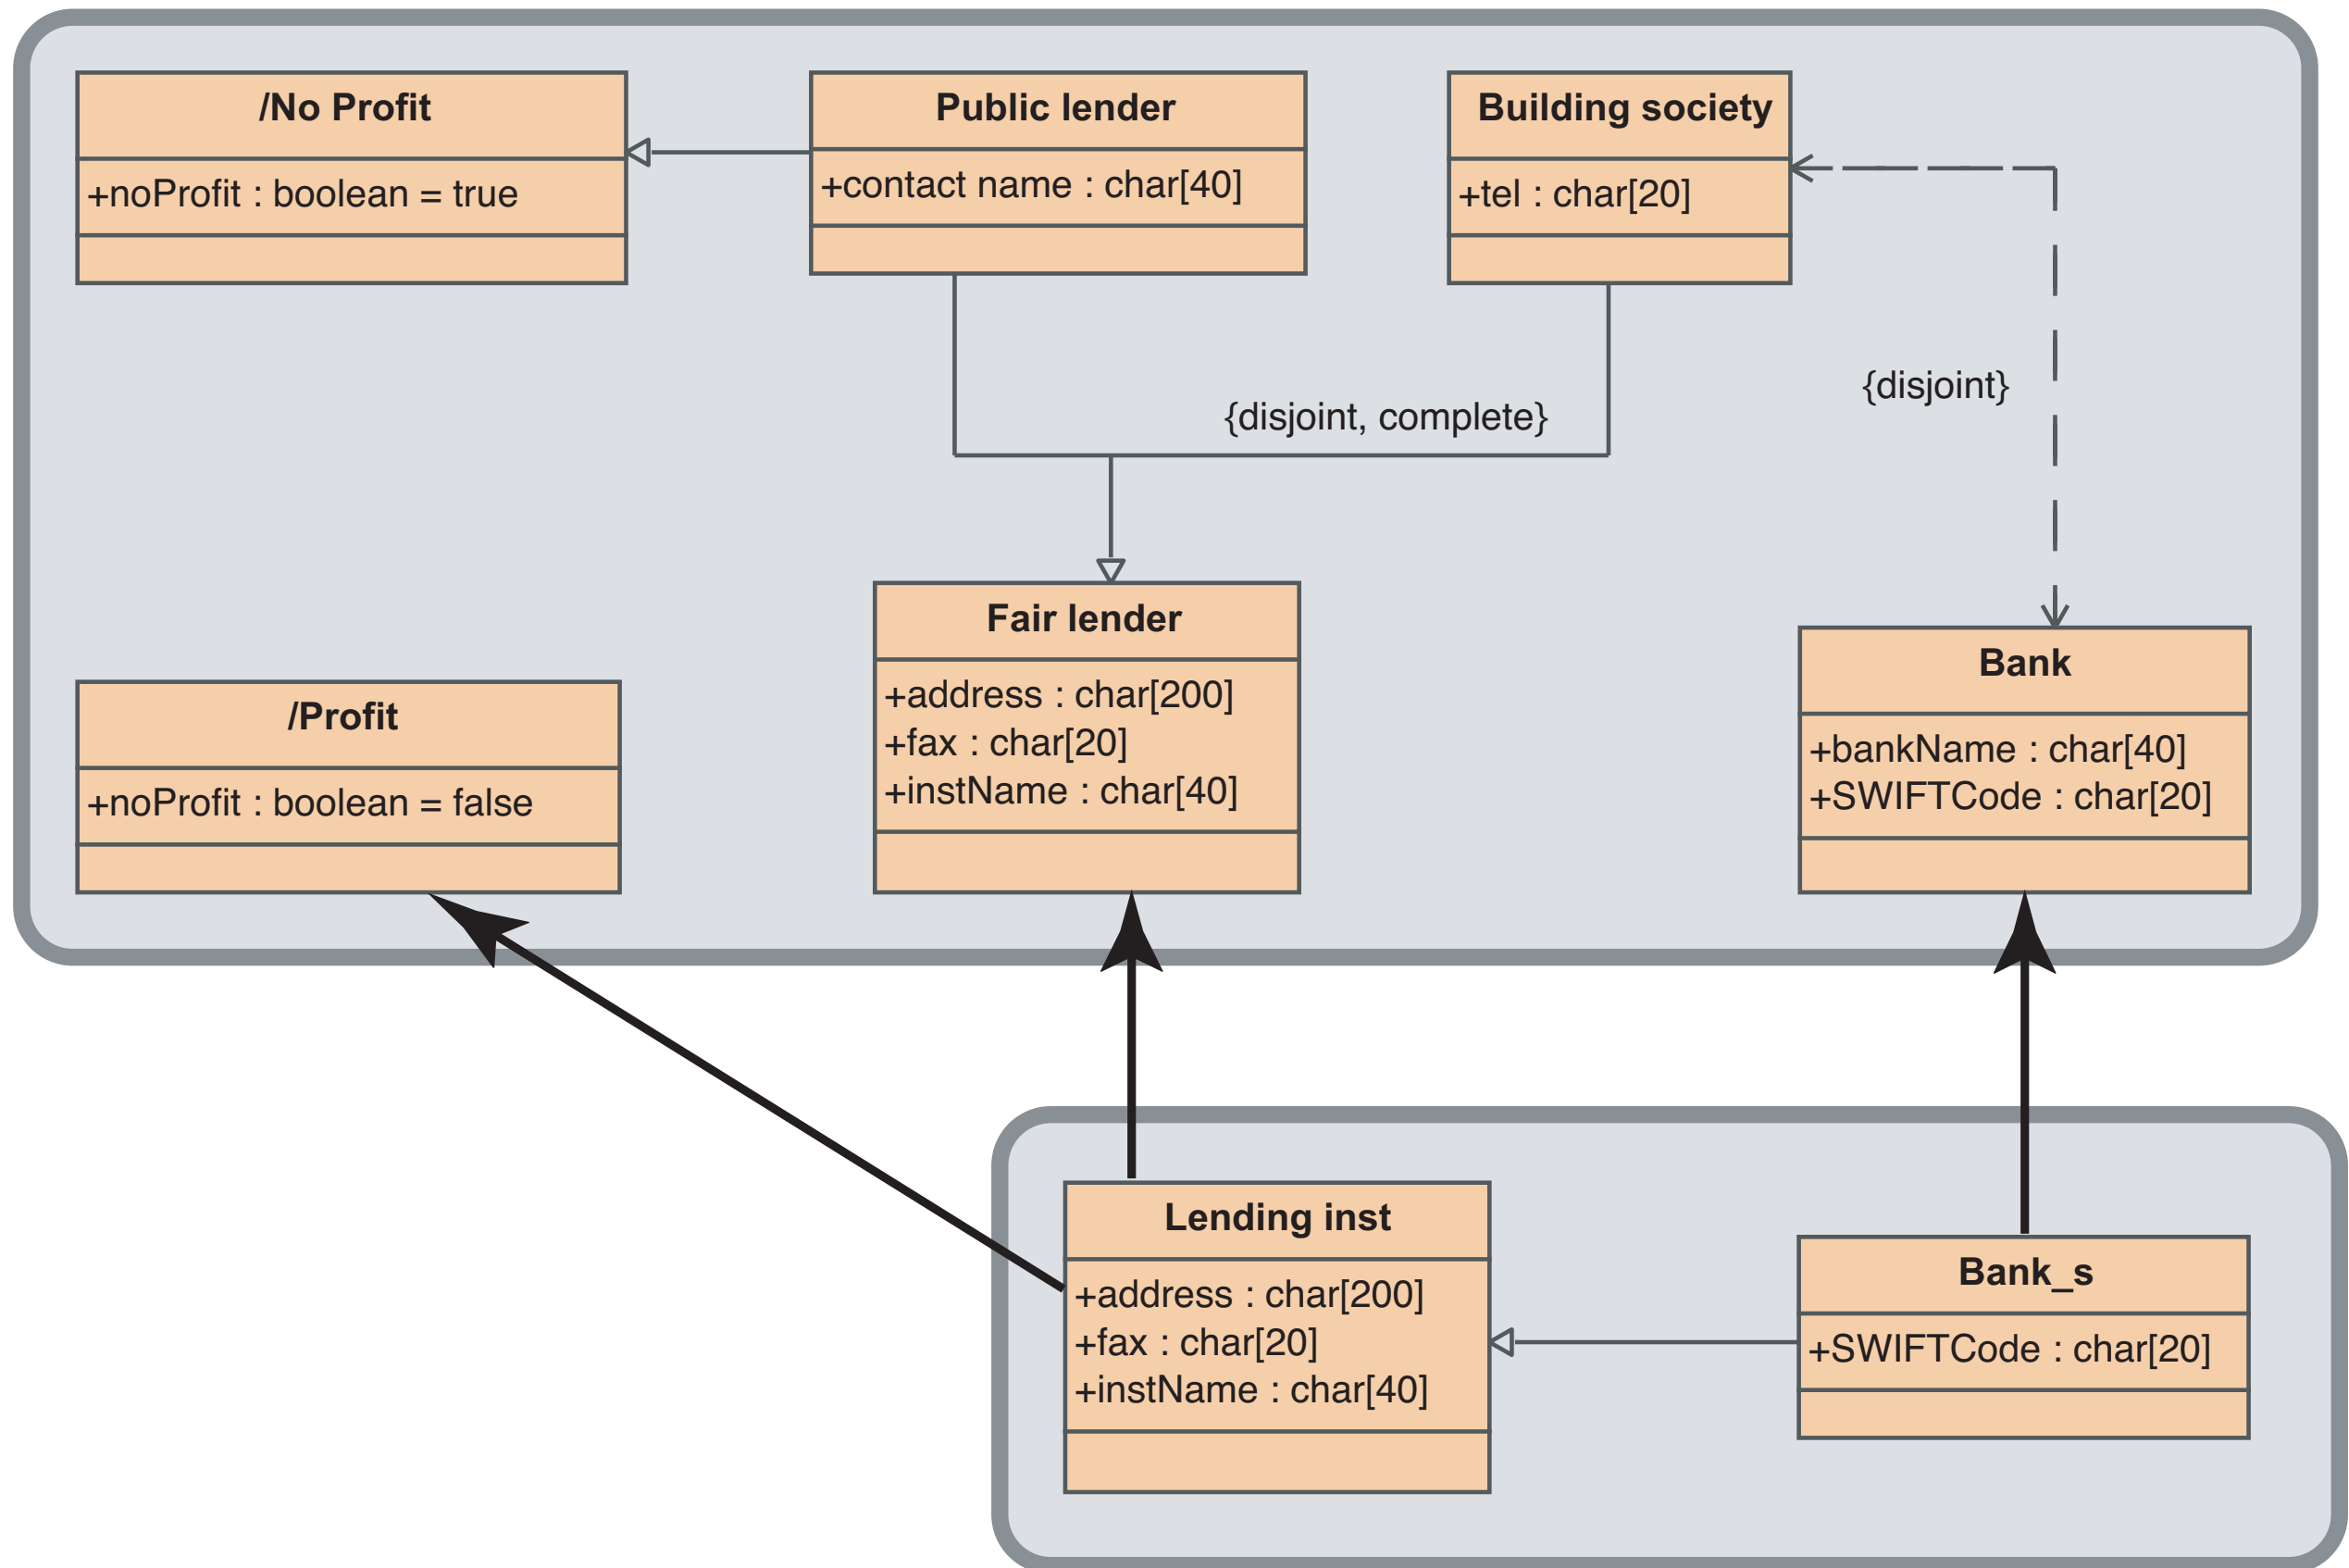 /No Profit
+noProfit : boolean = true
Public lender
+contact name : char[40]
Building society
+tel : char[20]
{disjoint}
{disjoint, complete}
Fair lender
+address : char[200]
+fax : char[20]
+instName : char[40]
Bank
+bankName : char[40]
+SWIFTCode : char[20]
/Profit
+noProfit : boolean = false
Lending inst
+address : char[200]
+fax : char[20]
+instName : char[40]
Bank_s
+SWIFTCode : char[20]